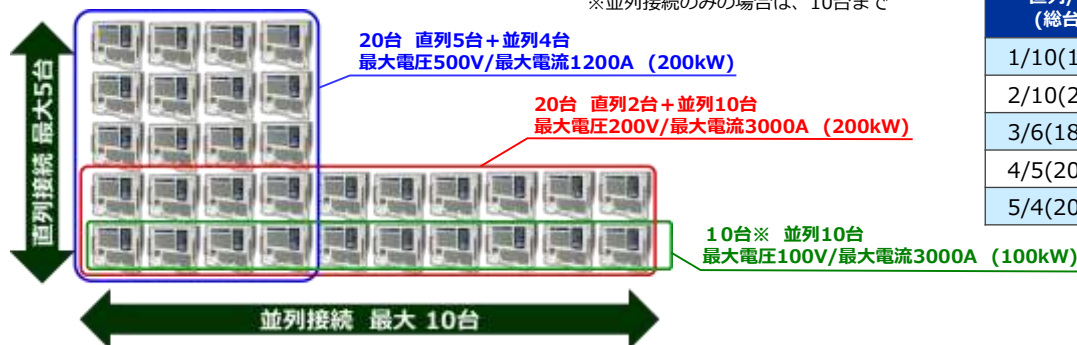 ※並列接続のみの場合は、10台まで
直列/
(総台
1/10(1
2/10(2
3/6(18
4/5(20
5/4(20
直列接続 最大5台
20台 直列5台+並列4台
最大電圧500V/最大電流1200A (200kW)
20台 直列2台+並列10台
最大電圧200V/最大電流3000A (200kW)
10台※ 並列10台
最大電圧100V/最大電流3000A (100kW)
並列接続 最大 10台